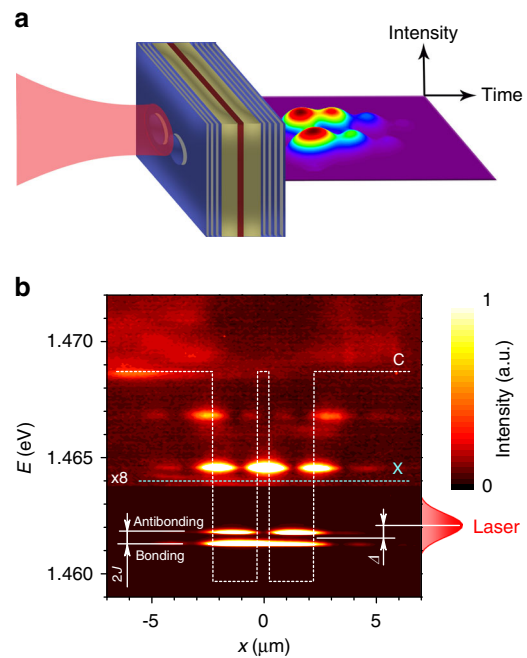 a
Intensity
Time
b
1.470
1.465
1.460
E (eV)
C
X
x8
Antibonding
Bonding
2J
Δ
Laser
-5
0
5
x (μm)
1
0
Intensity (a.u.)